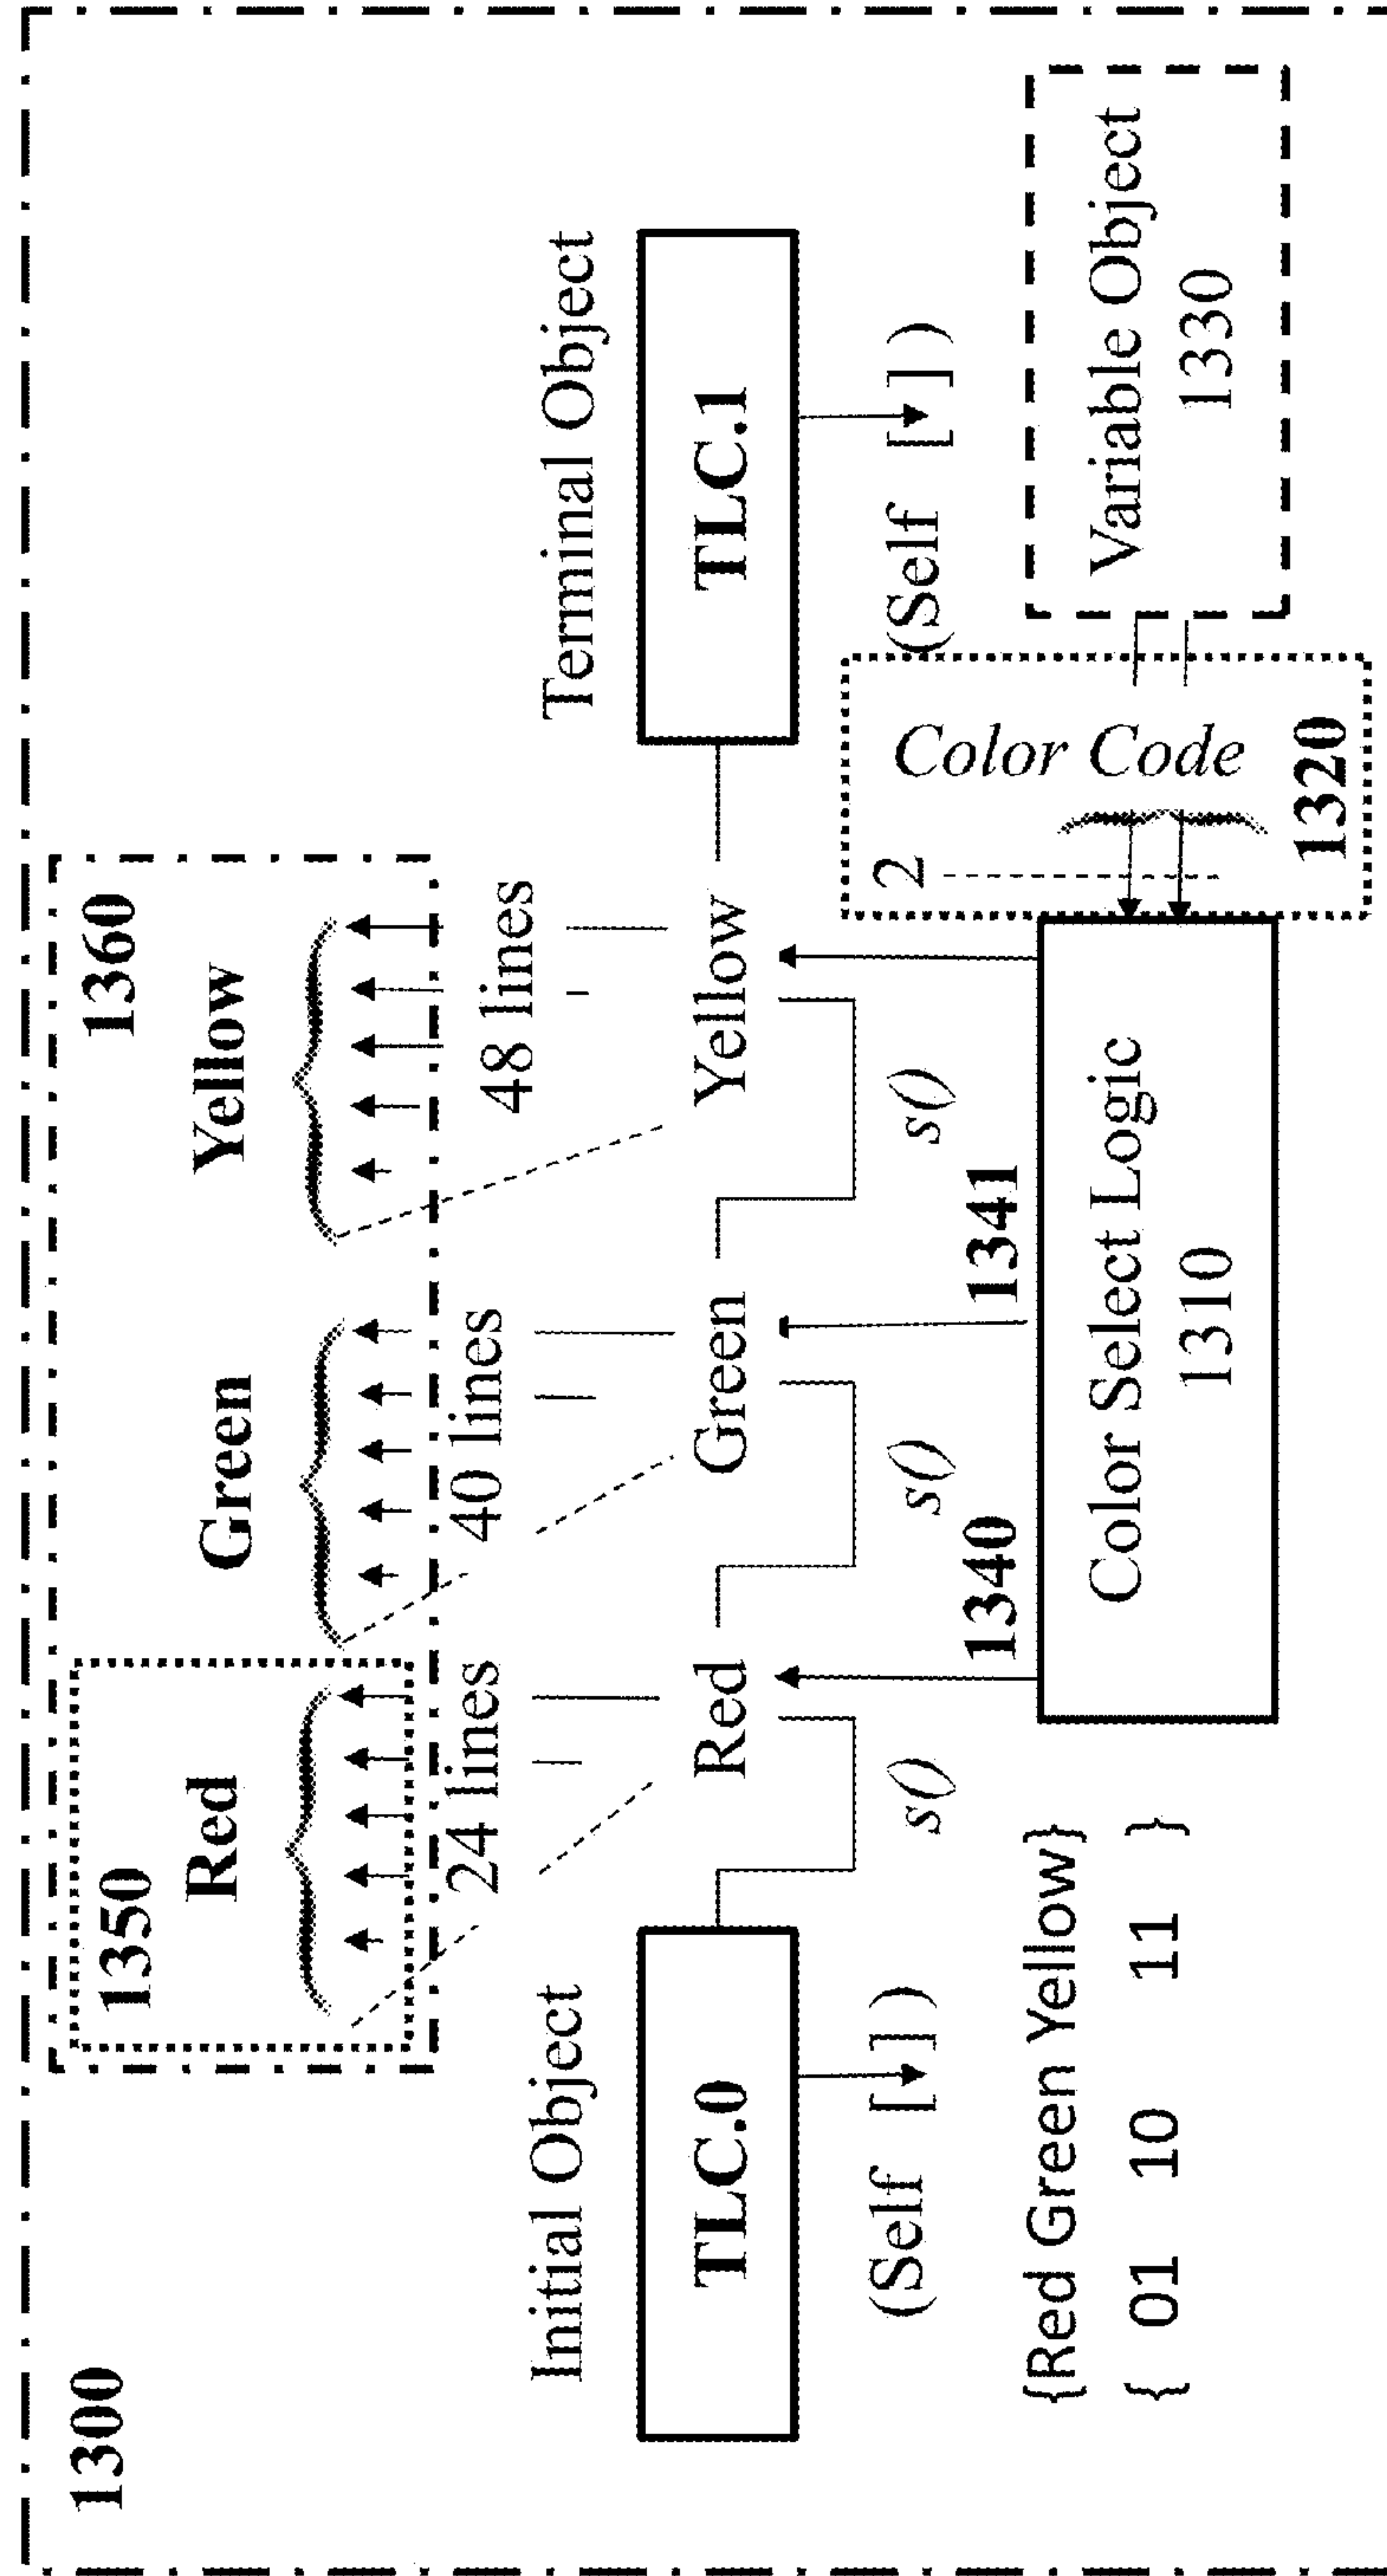 1300
1350
1360
Red
Green
Yellow
24 lines
40 lines
48 lines
Initial Object
Terminal Object
TLC.0
Red
Green
Yellow
TLC.1
(Self [ ])
s()
s()
s()
(Self [ ])
1340
1341
2
Color Code
1320
{Red Green Yellow}
{ 01 10 11 }
Color Select Logic
1310
Variable Object
1330